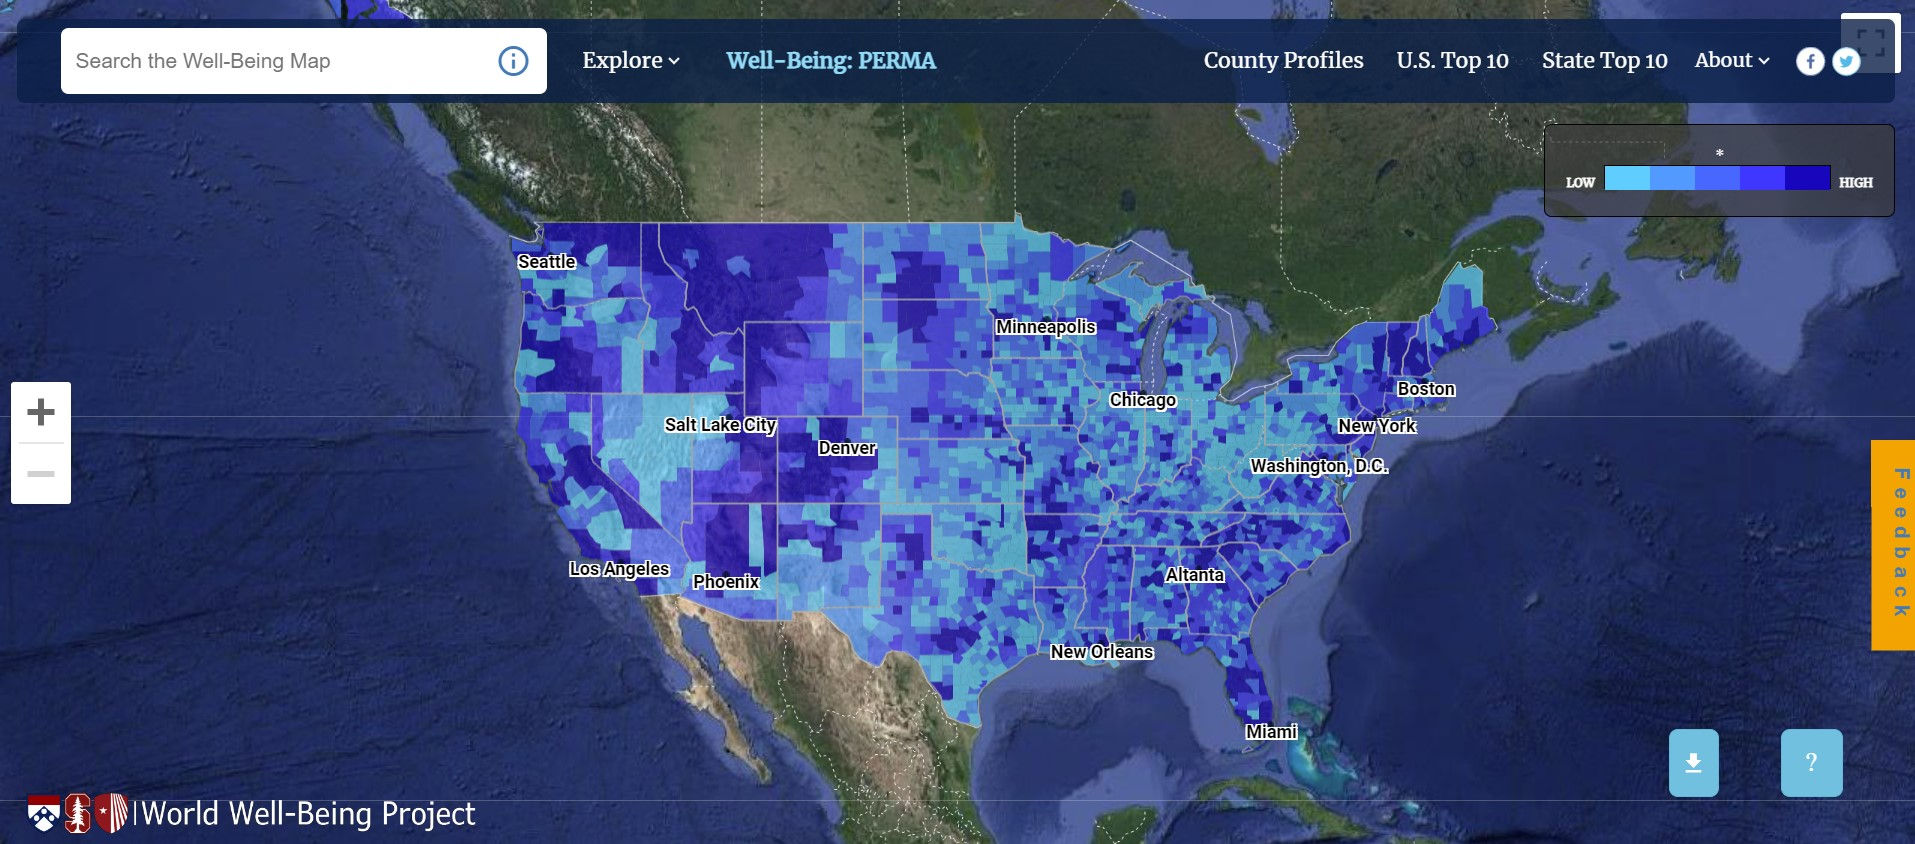 Search the Well-Being Map
Explore
Well-Being: PERMA
County Profiles
U.S. Top 10
State Top 10
About
*
LOW
HIGH
Seattle
Minneapolis
Boston
Chicago
Salt Lake City
New York
Denver
Washington, D.C.
Feedback
Los Angeles
Phoenix
Altanta
New Orleans
Miami
?
World Well-Being Project